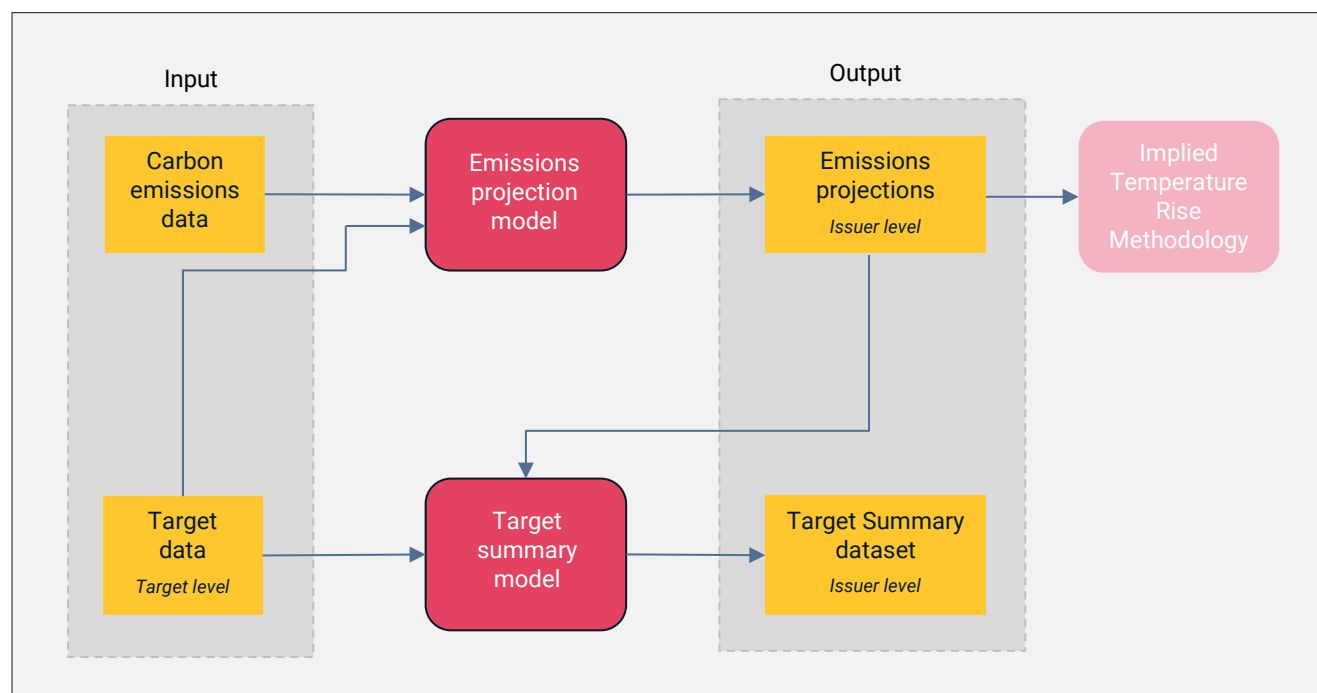 Input
Output
Carbon
emissions
data
Emissions
projection
model
Emissions
projections
Issuer level
Implied
Temperature
Rise
Methodology
Target
data
Target level
Target
summary
model
Target Summary
dataset
Issuer level